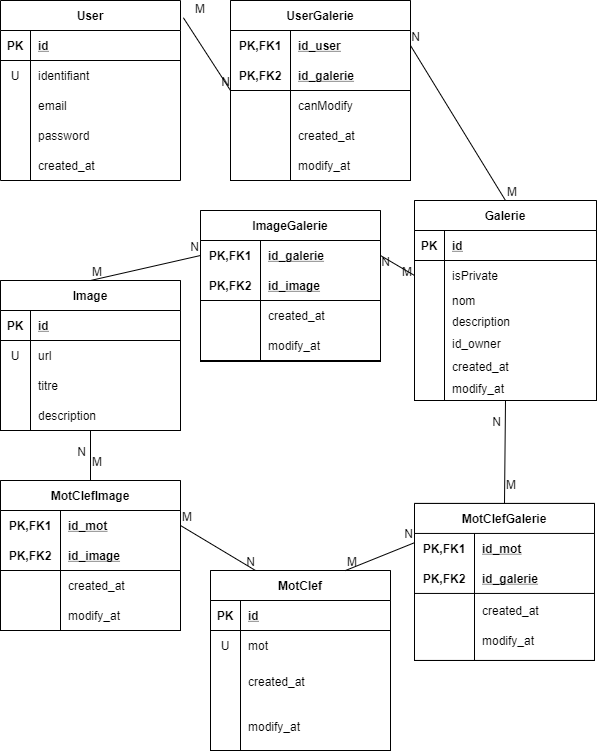 User
PK id
U identifiant
email
password
created_at
M
N
UserGalerie
PK,FK1 id_user
PK,FK2 id_galerie
canModify
created_at
modify_at
N
M
ImageGalerie
PK,FK1 id_galerie
PK,FK2 id_image
created_at
modify_at
N
M
N
M
Galerie
PK id
isPrivate
nom
description
id_owner
created_at
modify_at
Image
PK id
U url
titre
description
N
M
N
M
MotClefImage
PK,FK1 id_mot
PK,FK2 id_image
created_at
modify_at
M
N
MotClef
PK id
U mot
created_at
modify_at
M
N
MotClefGalerie
PK,FK1 id_mot
PK,FK2 id_galerie
created_at
modify_at